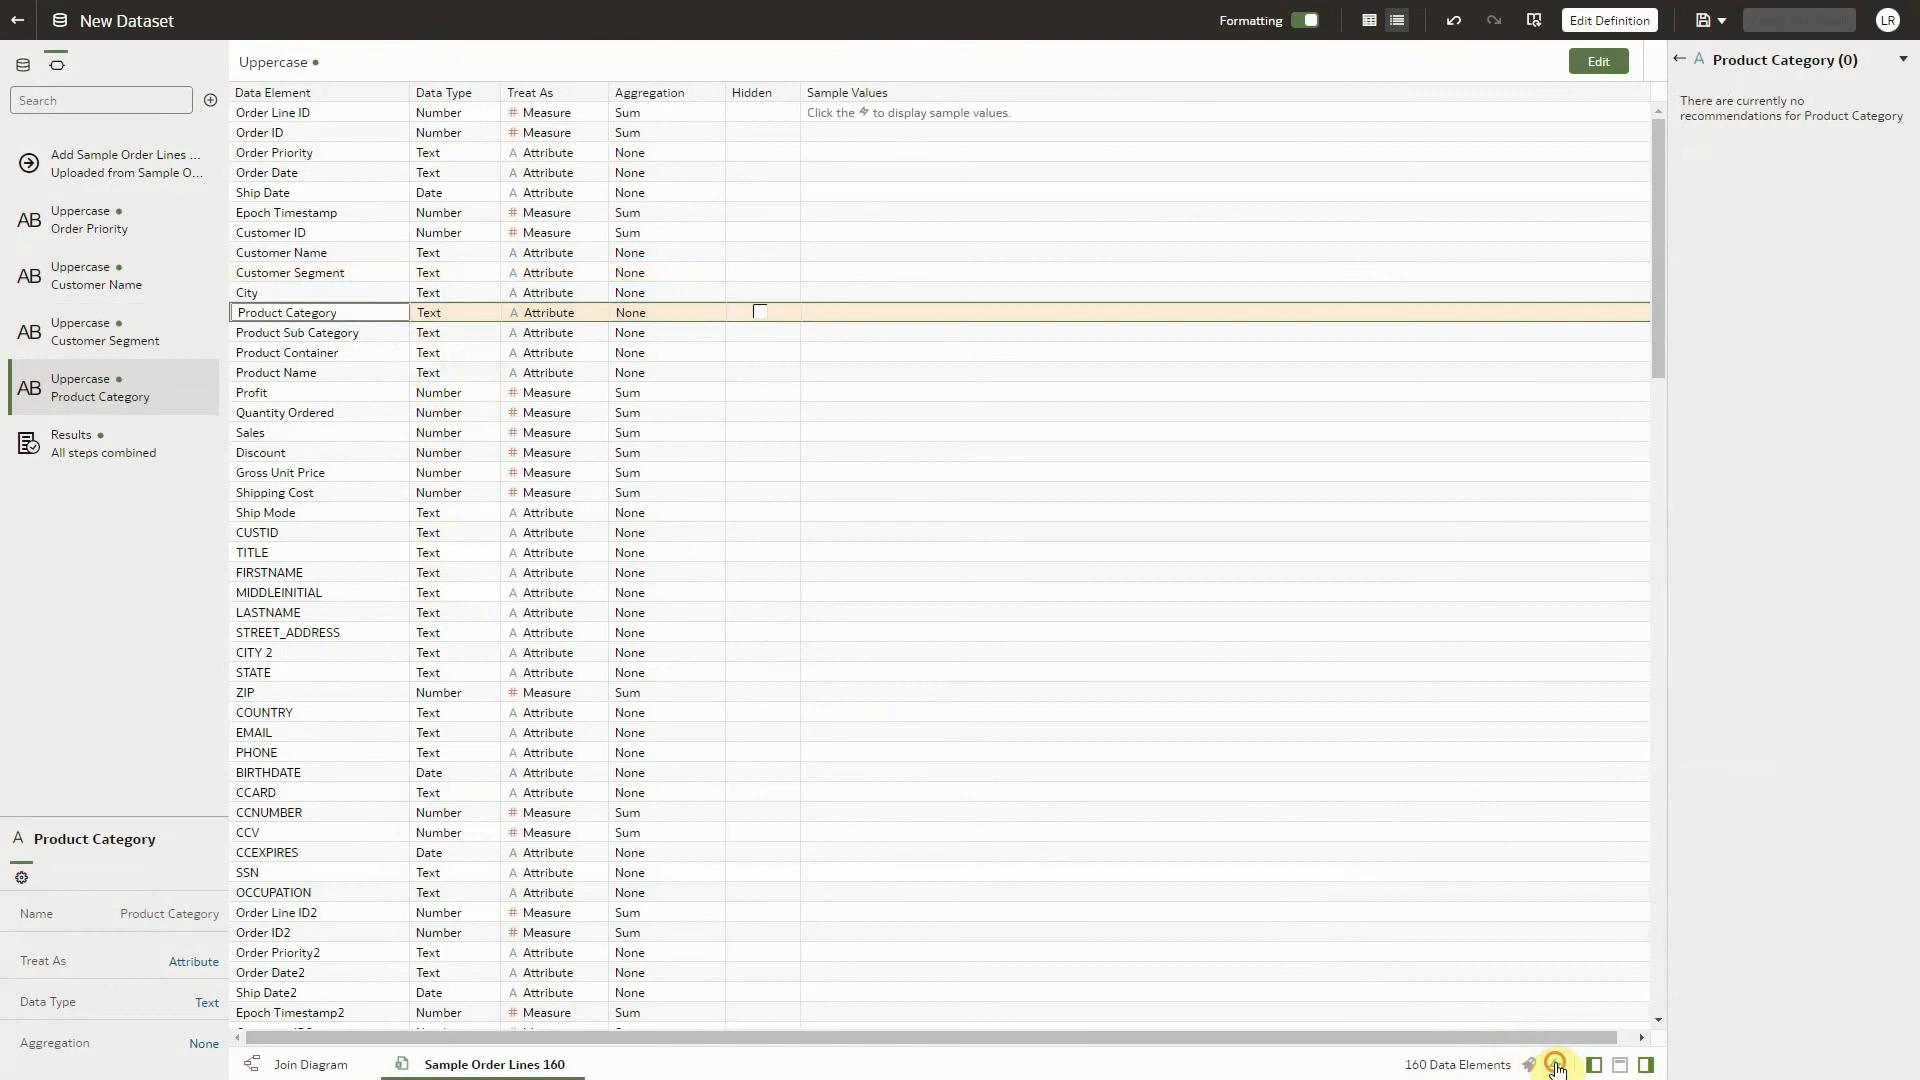 New Dataset
Formatting
Edit Definition
LR
Search
Add Sample Order Lines ...
Uploaded from Sample O...
Uppercase
Order Priority
Uppercase
Customer Name
Uppercase
Customer Segment
Uppercase
Product Category
Results
All steps combined
A Product Category
Name Product Category
Treat As Attribute
Data Type Text
Aggregation None
Uppercase
Edit
Data Element Data Type Treat As Aggregation Hidden Sample Values
Order Line ID Number # Measure Sum Click the to display sample values.
Order ID Number # Measure Sum
Order Priority Text A Attribute None
Order Date Text A Attribute None
Ship Date Date A Attribute None
Epoch Timestamp Number # Measure Sum
Customer ID Number # Measure Sum
Customer Name Text A Attribute None
Customer Segment Text A Attribute None
City Text A Attribute None
Product Category Text A Attribute None
Product Sub Category Text A Attribute None
Product Container Text A Attribute None
Product Name Text A Attribute None
Profit Number # Measure Sum
Quantity Ordered Number # Measure Sum
Sales Number # Measure Sum
Discount Number # Measure Sum
Gross Unit Price Number # Measure Sum
Shipping Cost Number # Measure Sum
Ship Mode Text A Attribute None
CUSTID Text A Attribute None
TITLE Text A Attribute None
FIRSTNAME Text A Attribute None
MIDDLEINITIAL Text A Attribute None
LASTNAME Text A Attribute None
STREET_ADDRESS Text A Attribute None
CITY 2 Text A Attribute None
STATE Text A Attribute None
ZIP Number # Measure Sum
COUNTRY Text A Attribute None
EMAIL Text A Attribute None
PHONE Text A Attribute None
BIRTHDATE Date A Attribute None
CCARD Text A Attribute None
CCNUMBER Number # Measure Sum
CCV Number # Measure Sum
CCEXPIRES Date A Attribute None
SSN Text A Attribute None
OCCUPATION Text A Attribute None
Order Line ID2 Number # Measure Sum
Order ID2 Number # Measure Sum
Order Priority2 Text A Attribute None
Order Date2 Text A Attribute None
Ship Date2 Date A Attribute None
Epoch Timestamp2 Number # Measure Sum
Join Diagram
Sample Order Lines 160
160 Data Elements
A Product Category (0)
There are currently no
recommendations for Product Category